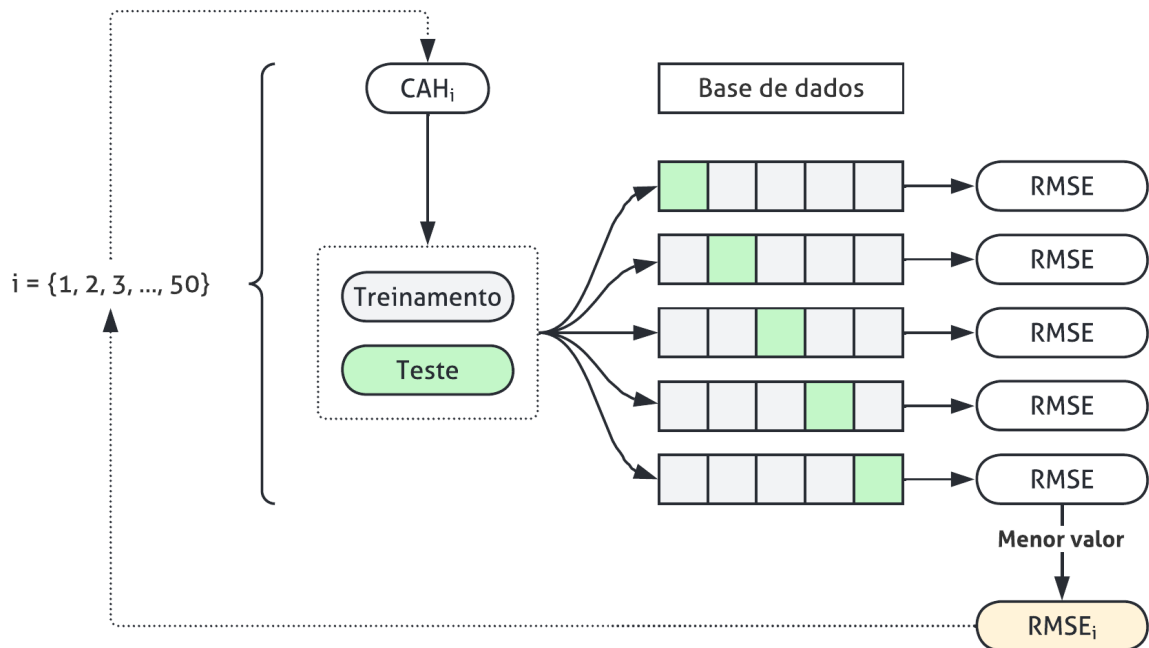 CAHᵢ
Base de dados
RMSE
RMSE
i = {1, 2, 3, ..., 50}
Treinamento
RMSE
Teste
RMSE
RMSE
Menor valor
RMSEᵢ